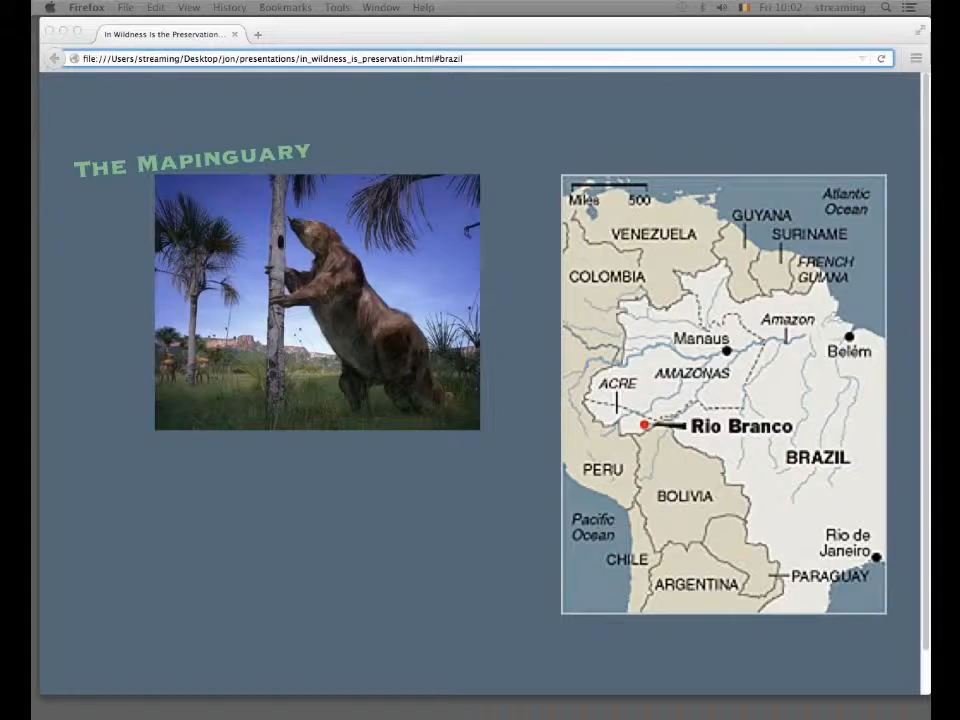 Firefox File Edit View History Bookmarks Tools Window Help Fri 10:02 streaming
In Wildness Is the Preservation...
file:///Users/streaming/Desktop/jon/presentations/in_wildness_is_preservation.html#brazil
The Mapinguary
Miles 500
Atlantic
Ocean
GUYANA
VENEZUELA
SURINAME
COLOMBIA
FRENCH
GUIANA
Amazon
Manaus
Belém
AMAZONAS
ACRE
Rio Branco
BRAZIL
PERU
BOLIVIA
Pacific
Ocean
Rio de
Janeiro
CHILE
PARAGUAY
ARGENTINA